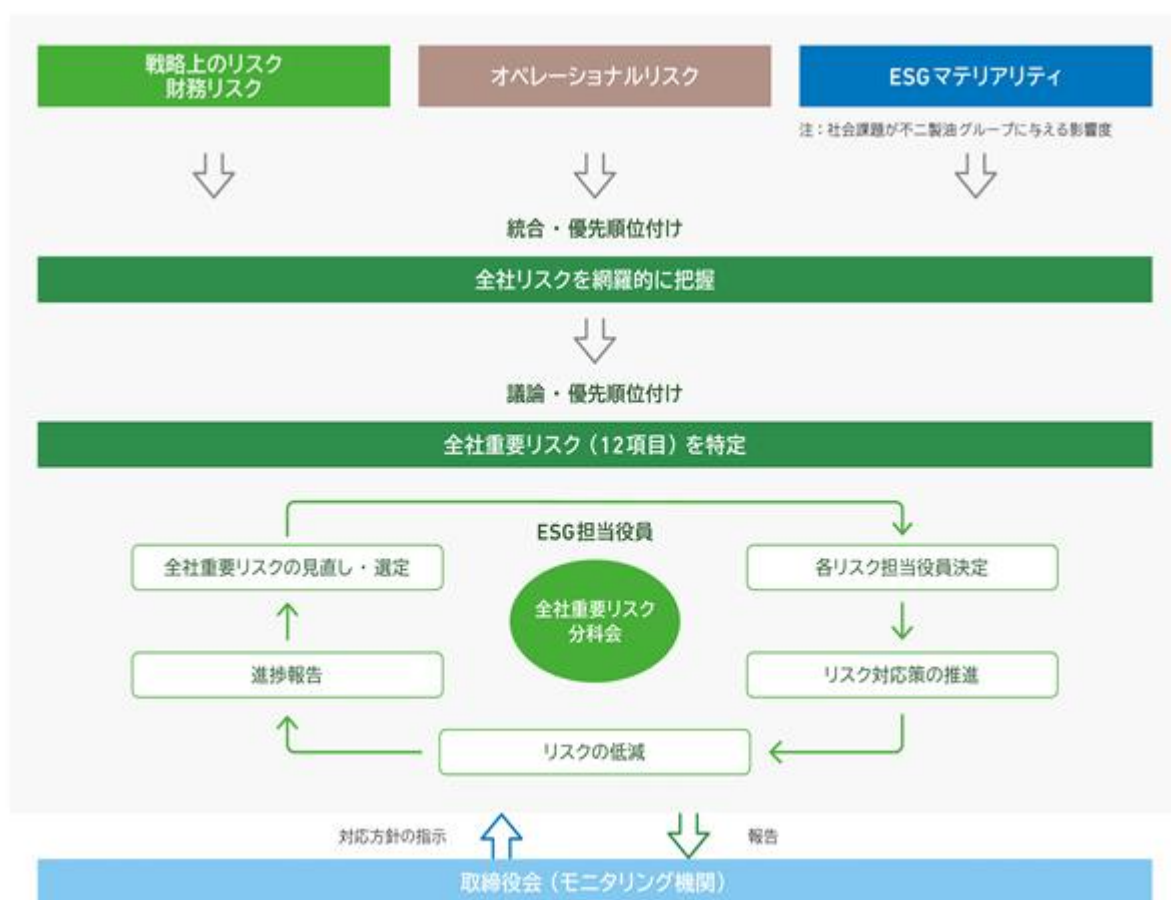 戦略上のリスク
財務リスク
オペレーショナルリスク
ESGマテリアリティ
注：社会課題が不二製油グループに与える影響度
統合・優先順位付け
全社リスクを網羅的に把握
議論・優先順位付け
全社重要リスク（12項目）を特定
ESG担当役員
全社重要リスクの見直し・選定
各リスク担当役員決定
全社重要リスク
分科会
進捗報告
リスク対応策の推進
リスクの低減
対応方針の指示
報告
取締役会（モニタリング機関）